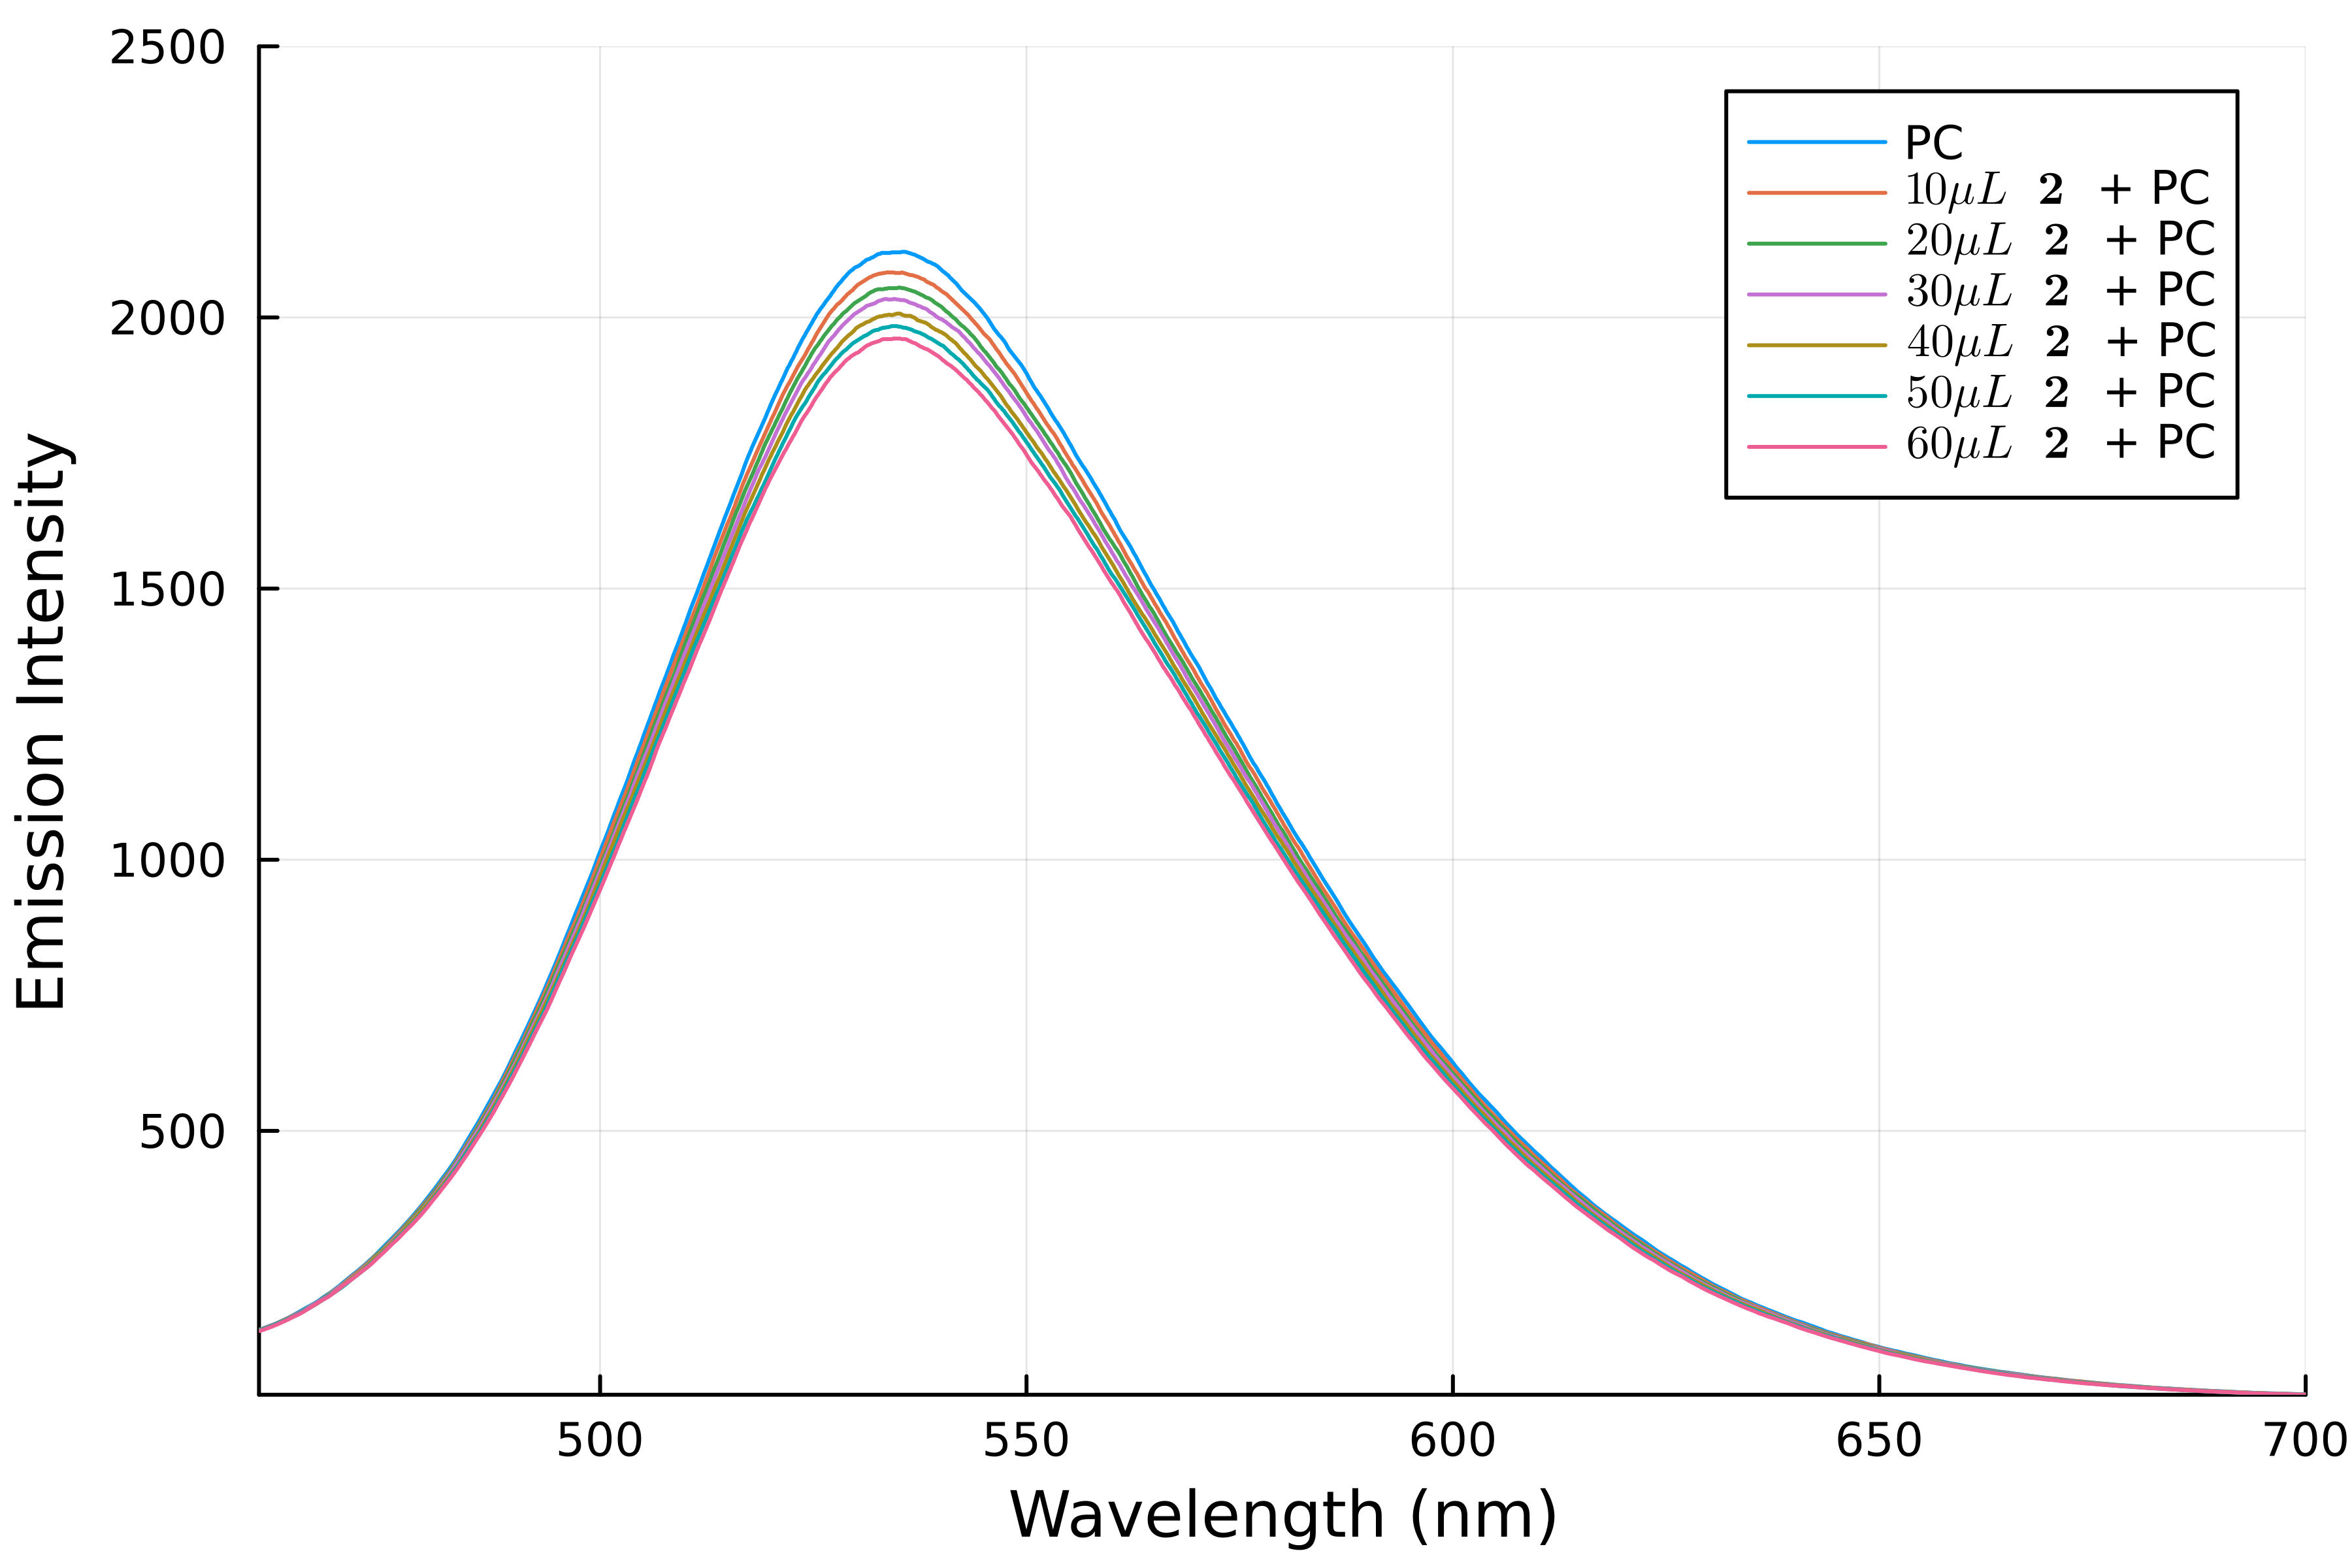 2500
2000
1500
1000
500
Emission Intensity
PC
10μL 2 + PC
20μL 2 + PC
30μL 2 + PC
40μL 2 + PC
50μL 2 + PC
60μL 2 + PC
500 550 600 650 700
Wavelength (nm)